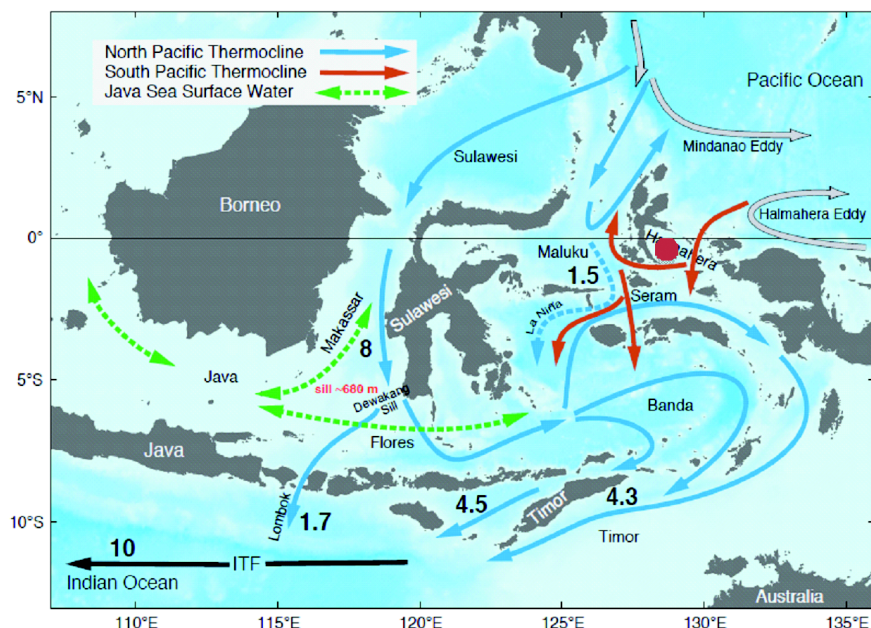 North Pacific Thermocline
South Pacific Thermocline
Java Sea Surface Water
Pacific Ocean
5°N
Mindanao Eddy
Sulawesi
Borneo
Halmahera Eddy
0°
Maluku
1.5
Seram
La Niña
Makassar
Sulawesi
8
Java
5°S
sill ~680 m
Dewakang
Sill
Banda
Flores
Java
4.5
4.3
Lombok
1.7
Timor
10°S
Timor
10
ITF
Indian Ocean
Australia
110°E
115°E
120°E
125°E
130°E
135°E